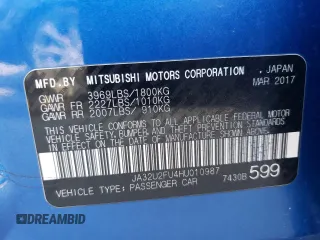 JAPAN
MFD BY MITSUBISHI MOTORS CORPORATION MAR. 2017
GVWR 3969LBS/1800KG
GAWR FR 2227LBS/1010KG
GAWR RR 2007LBS/ 910KG
THIS VEHICLE CONFORMS TO ALL APPLICABLE FEDERAL
MOTOR VEHICLE SAFETY, BUMPER, AND THEFT
PREVENTION STANDARDS IN EFFECT ON THE DATE OF
MANUFACTURE SHOWN ABOVE.
JA32U2FU4HU010987
VEHICLE TYPE: PASSENGER CAR 7430B 599